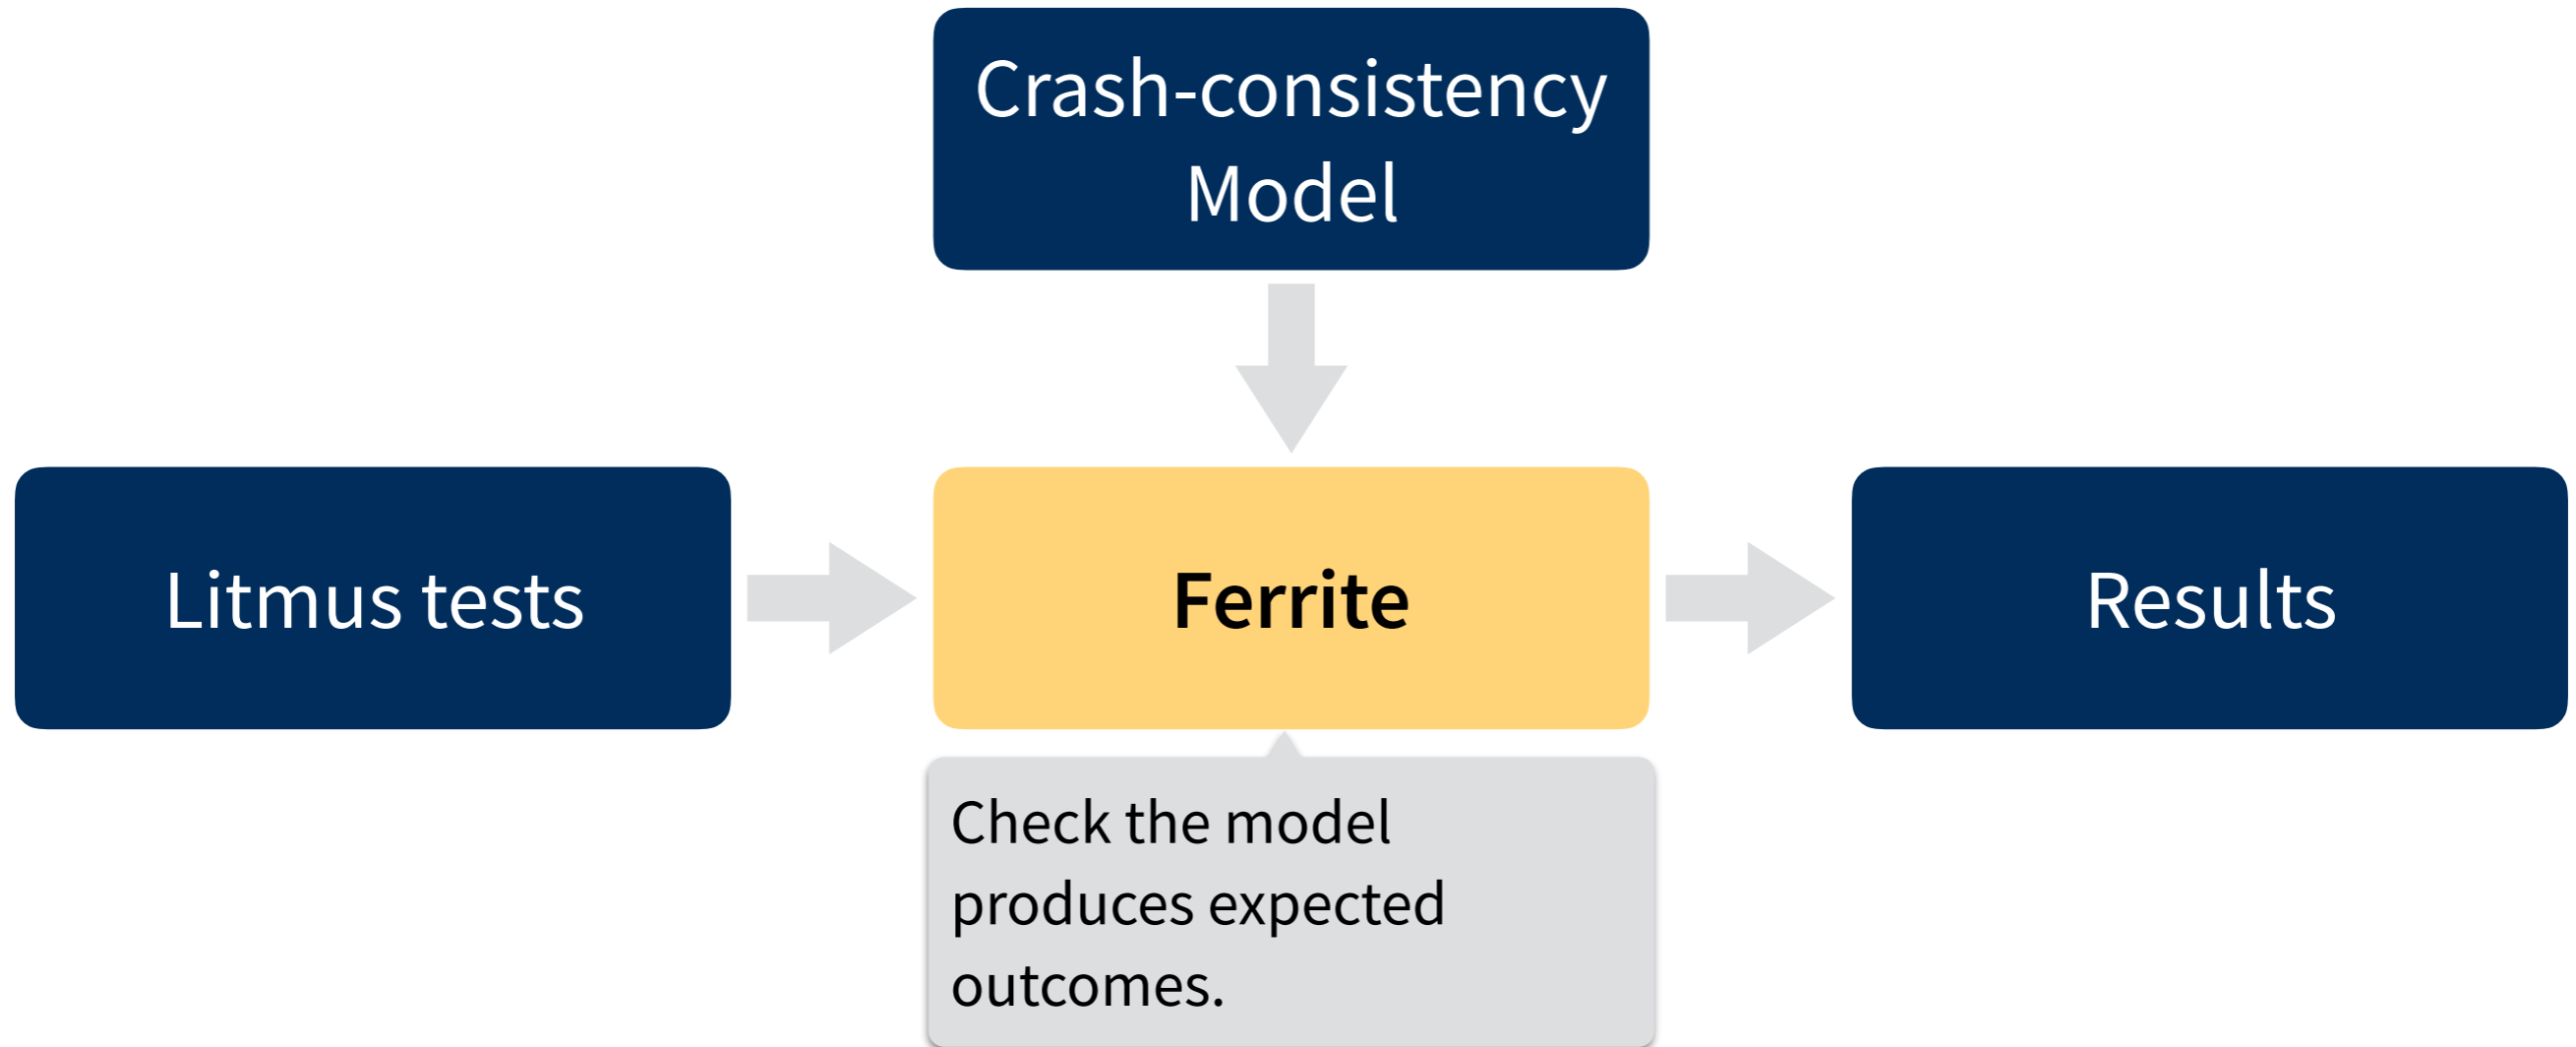 Crash-consistency
Model
Litmus tests
Ferrite
Results
Check the model
produces expected
outcomes.